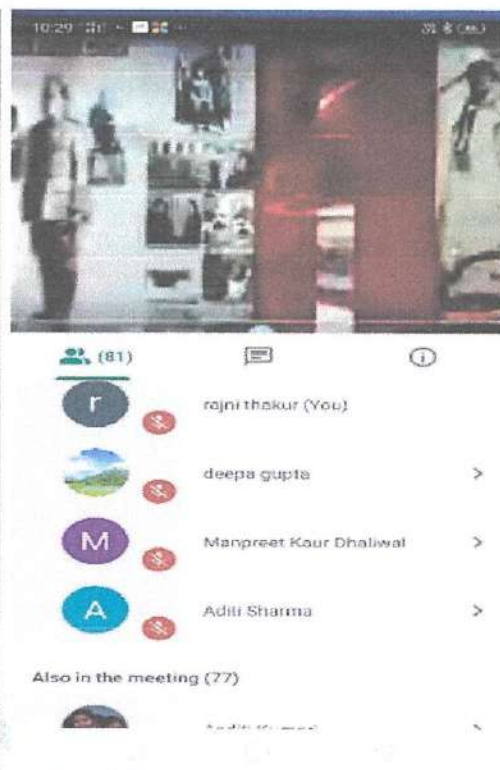 10:29
(81)
r
rajni thakur (You)
deepa gupta
M
Manpreet Kaur Dhaliwal
A
Aditi Sharma
Also in the meeting (77)